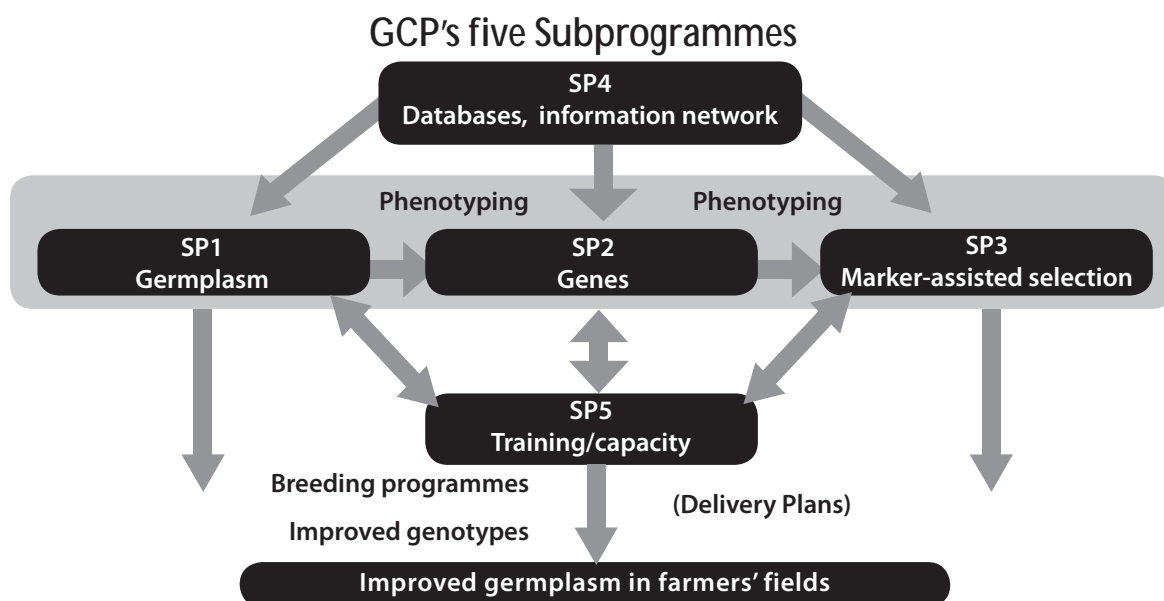 GCP's five Subprogrammes
SP4
Databases, information network
Phenotyping
Phenotyping
SP1
Germplasm
SP2
Genes
SP3
Marker-assisted selection
SP5
Training/capacity
Breeding programmes
(Delivery Plans)
Improved genotypes
Improved germplasm in farmers’ fields